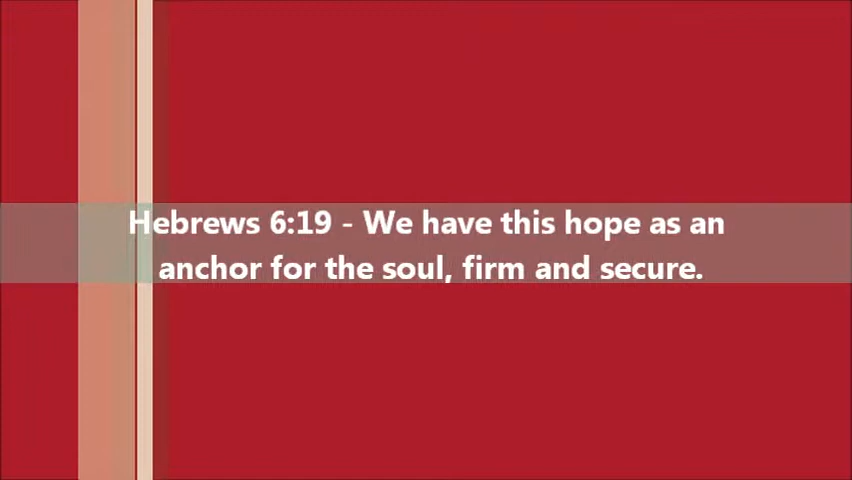 Hebrews 6:19 - We have this hope as an
anchor for the soul, firm and secure.